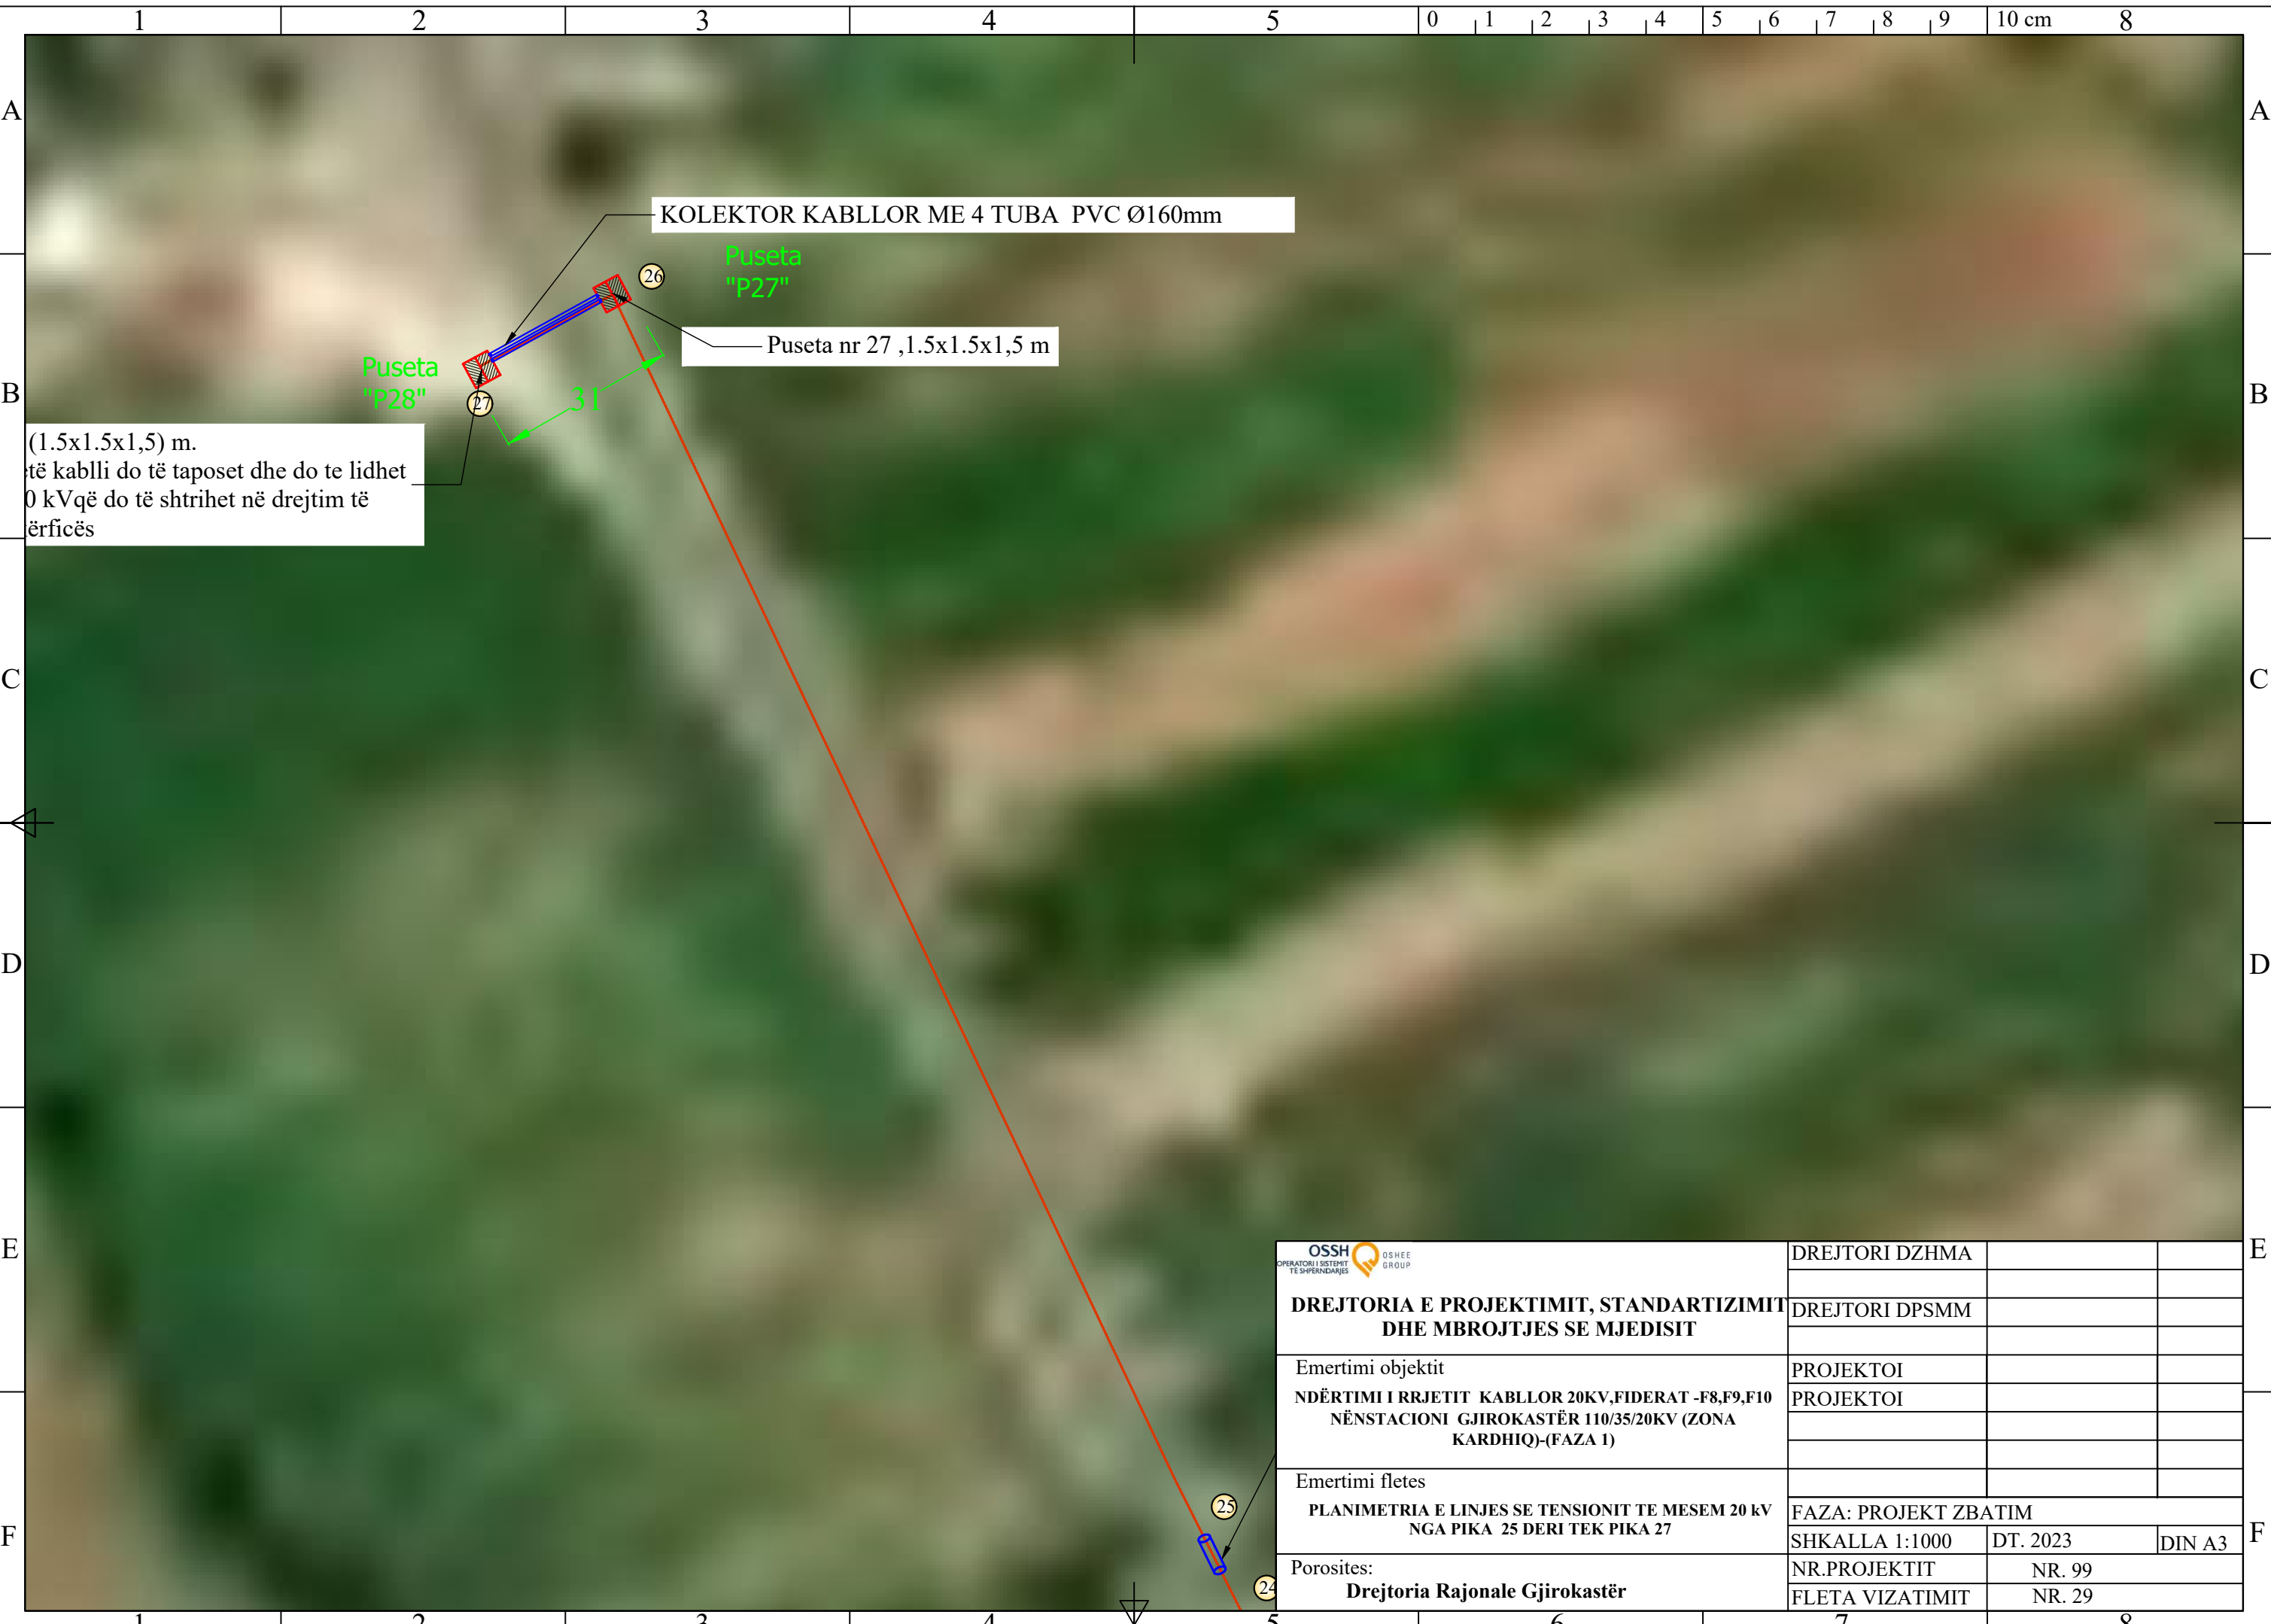 1 2 3 4 5 0 1 2 3 4 5 6 7 8 9 10 cm 8
A A
KOLEKTOR KABLLOR ME 4 TUBA PVC Ø160mm
Puseta
"P27"
26
Puseta nr 27 ,1.5x1.5x1,5 m
Puseta
"P28"
27
31
B B
(1.5x1.5x1,5) m.
etë kablli do të taposet dhe do te lidhet
0 kVqë do të shtrihet në drejtim të
ërficës
C C
D D
E E
OSSH
OPERATORI I SISTEMIT
TË SHPËRNDARJES
OSHEE
GROUP
DREJTORIA E PROJEKTIMIT, STANDARTIZIMIT
DHE MBROJTJES SE MJEDISIT
DREJTORI DZHMA
DREJTORI DPSMM
Emertimi objektit
NDËRTIMI I RRJETIT KABLLOR 20KV,FIDERAT -F8,F9,F10
NËNSTACIONI GJIROKASTËR 110/35/20KV (ZONA
KARDHIQ)-(FAZA 1)
PROJEKTOI
PROJEKTOI
Emertimi fletes
PLANIMETRIA E LINJES SE TENSIONIT TE MESEM 20 kV
NGA PIKA 25 DERI TEK PIKA 27
FAZA: PROJEKT ZBATIM
SHKALLA 1:1000 DT. 2023 DIN A3
Porosites:
Drejtoria Rajonale Gjirokastër
NR.PROJEKTIT NR. 99
FLETA VIZATIMIT NR. 29
25
24
F F
1 2 3 4 5 6 7 8